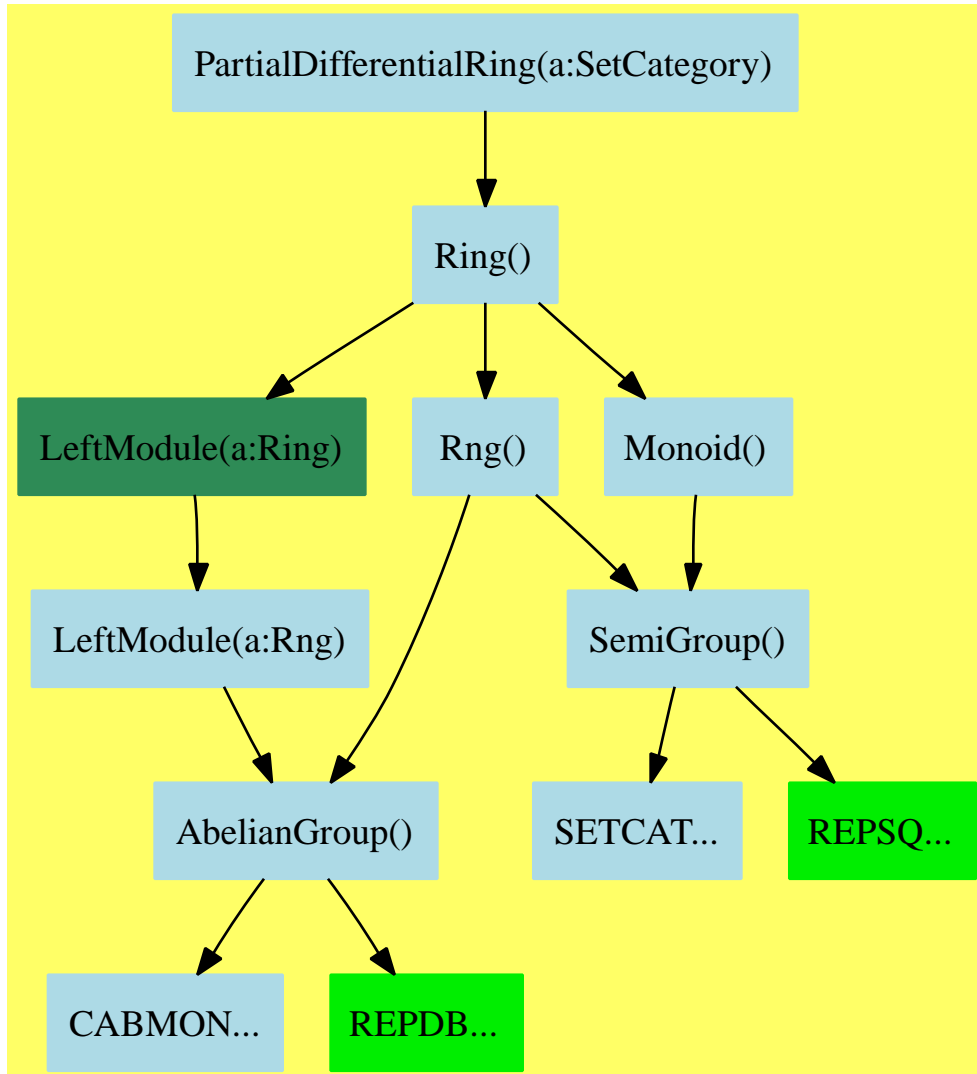 PartialDifferentialRing(a:SetCategory)
Ring()
LeftModule(a:Ring)
Rng()
Monoid()
LeftModule(a:Rng)
SemiGroup()
AbelianGroup()
SETCAT...
REPSQ...
CABMON...
REPDB...